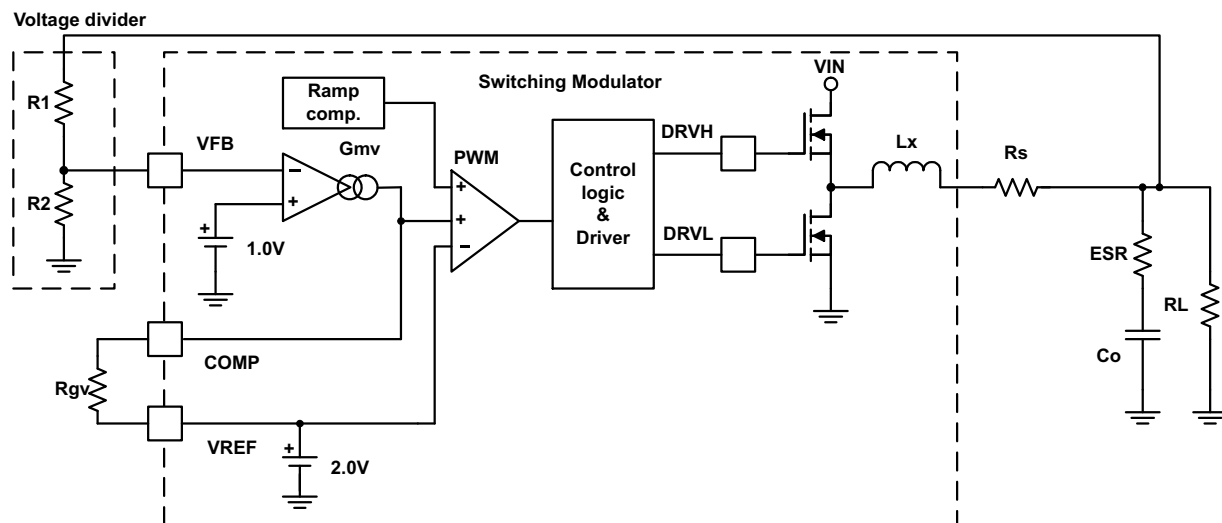 Voltage divider
Switching Modulator
VIN
R1
Ramp
comp.
VFB
Gmv
PWM
DRVH
Lx
Rs
R2
+
−
+
1.0V
+
+
−
Control
logic
&
Driver
DRVL
ESR
RL
Co
COMP
Rgv
VREF
+
2.0V